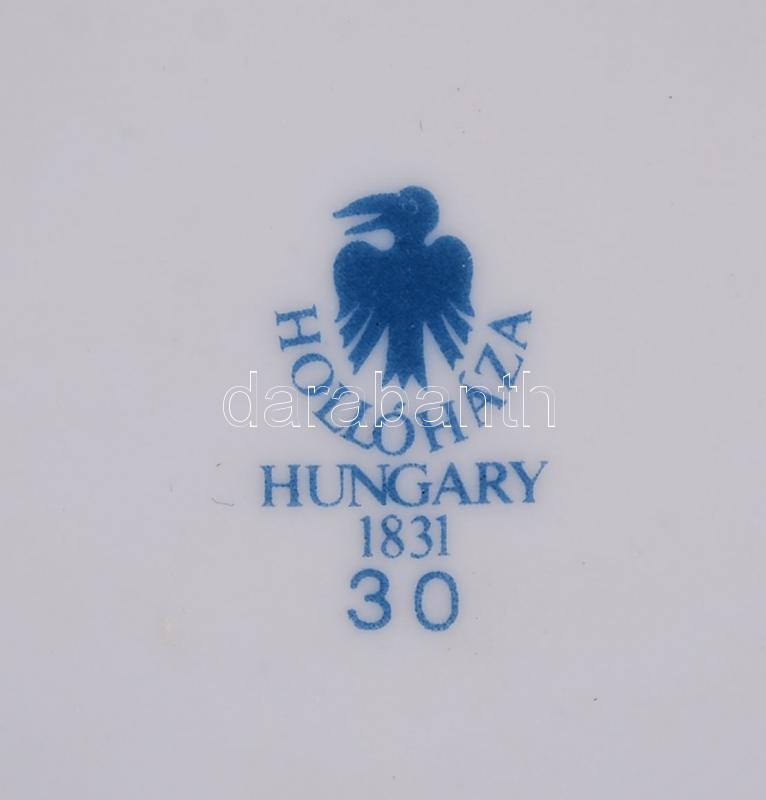 HOLLÓHÁZA
darabanth
HUNGARY
1831
30